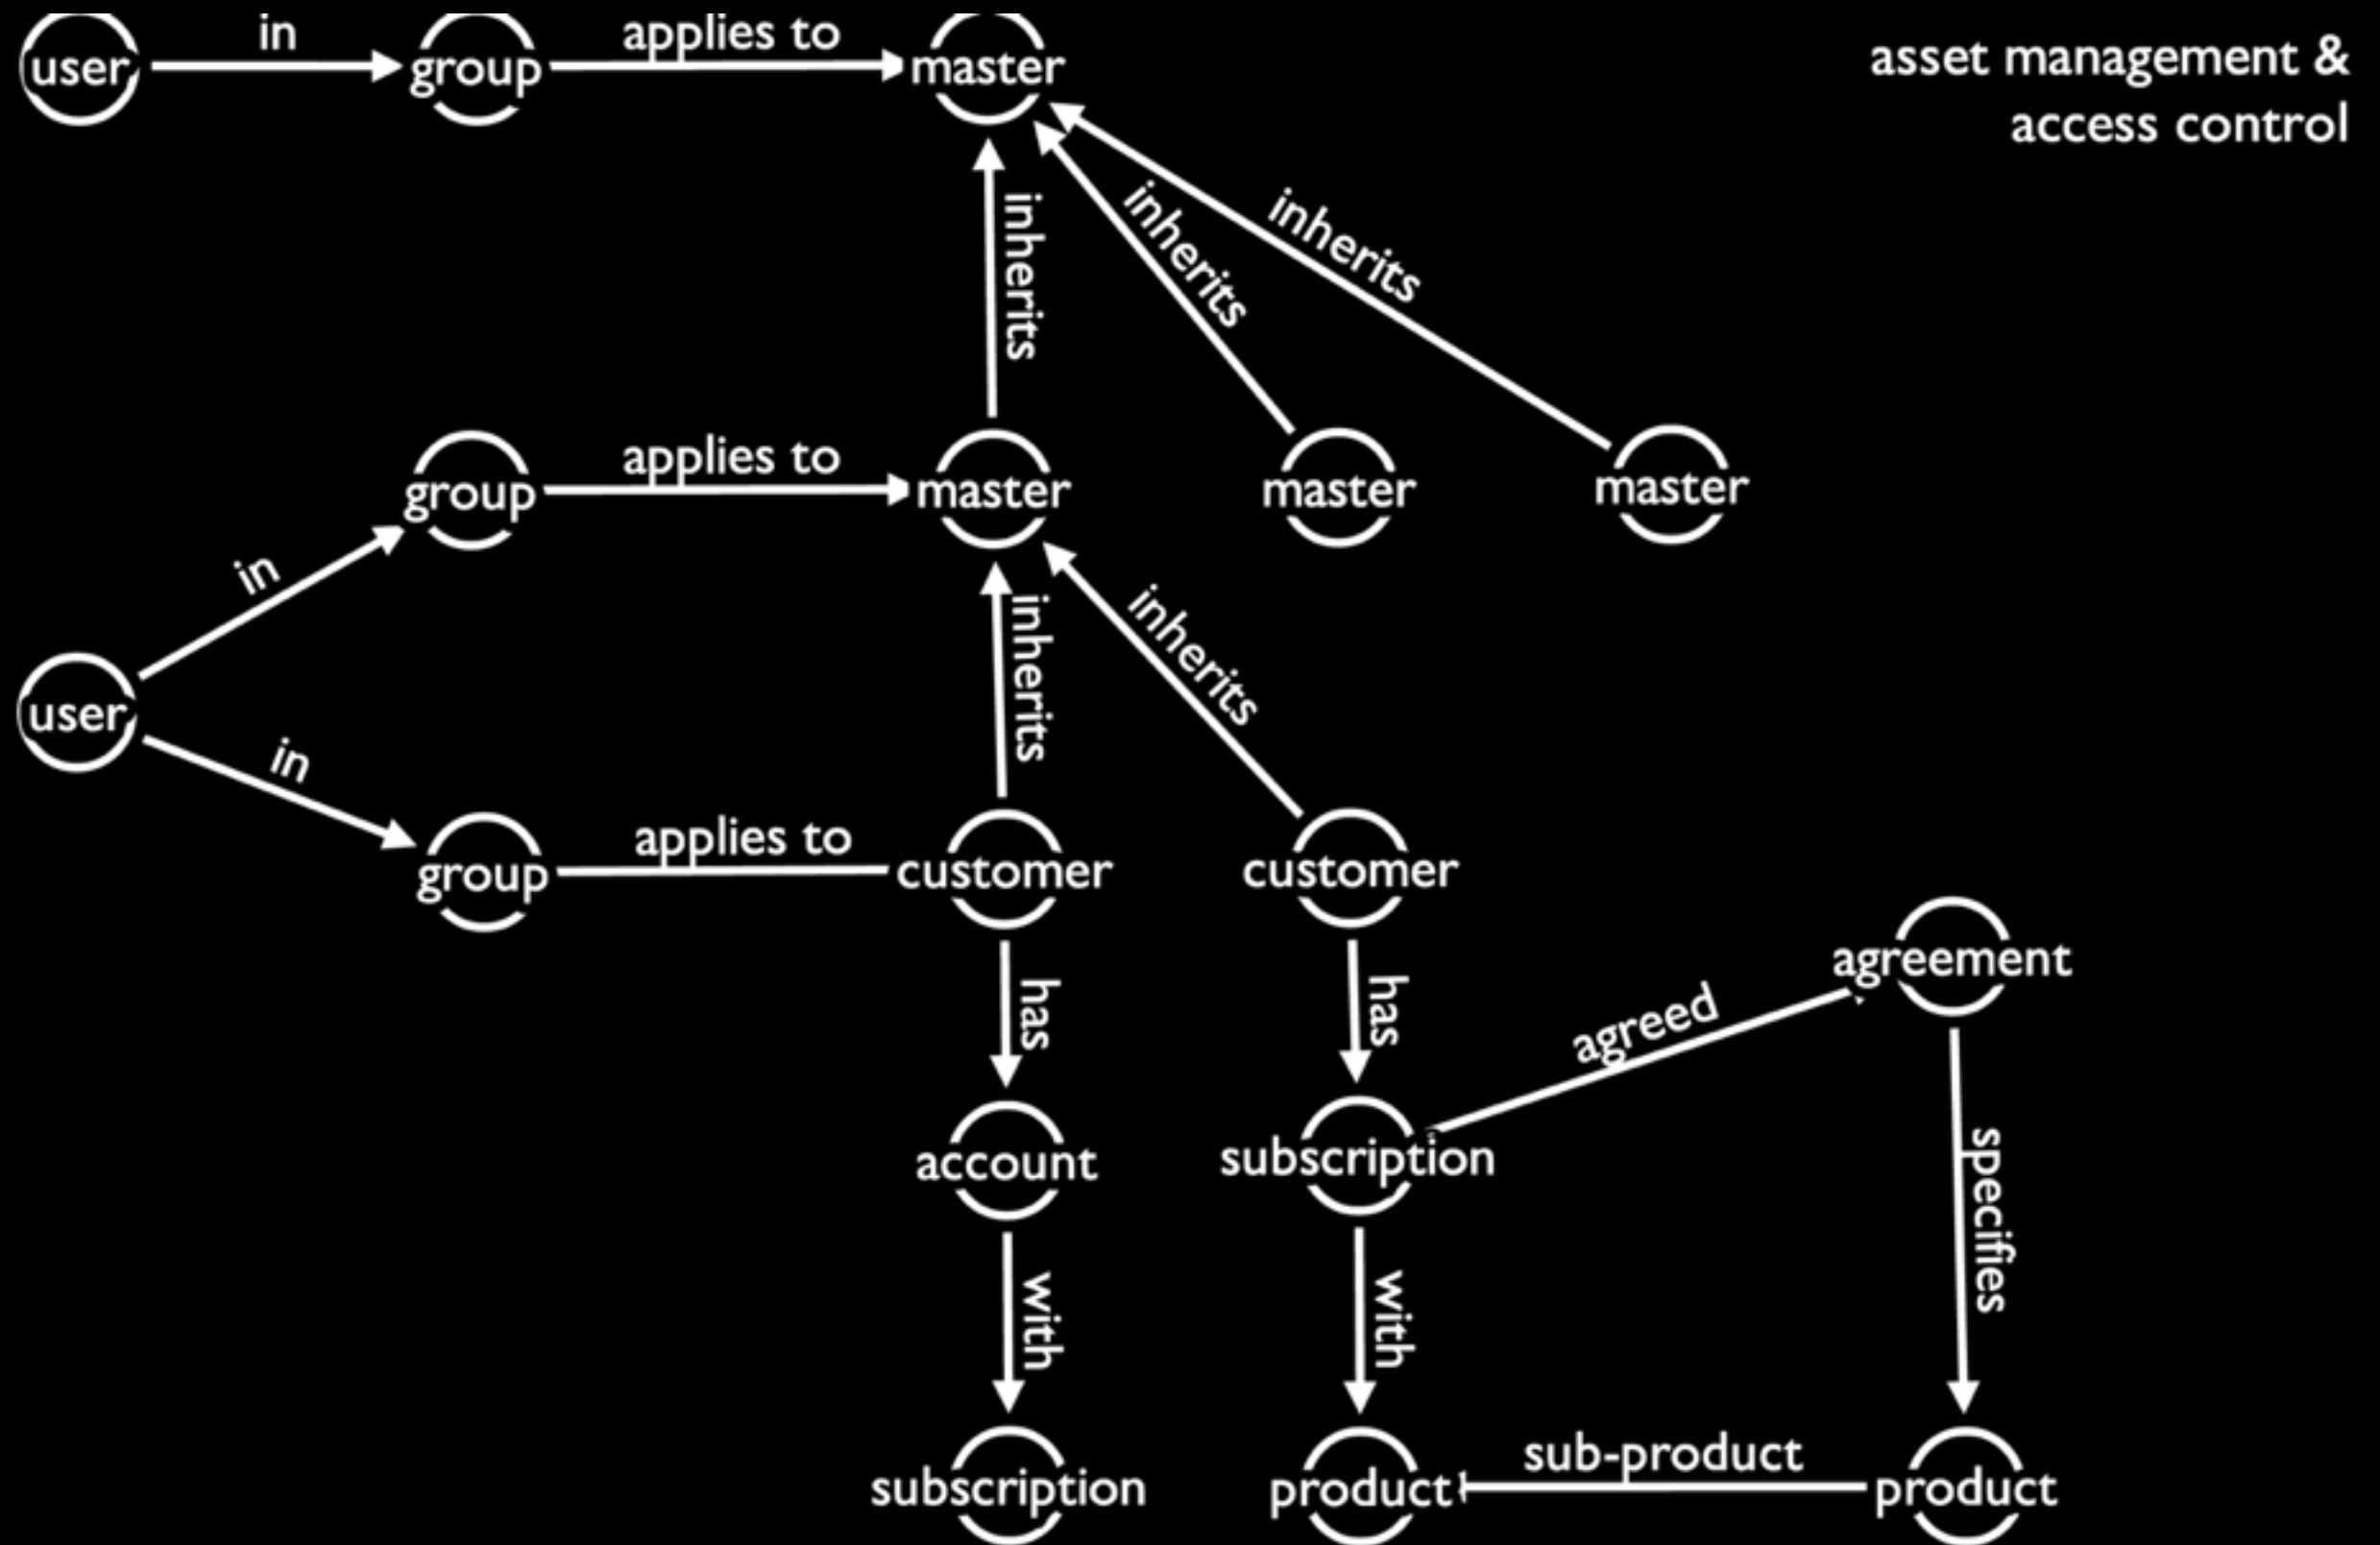 in
applies to
user
group
master
asset management &
access control
inherits
inherits
inherits
applies to
group
master
master
master
in
inherits
inherits
user
in
applies to
group
customer
customer
has
has
agreement
agreed
account
subscription
specifies
with
with
subscription
product
sub-product
product